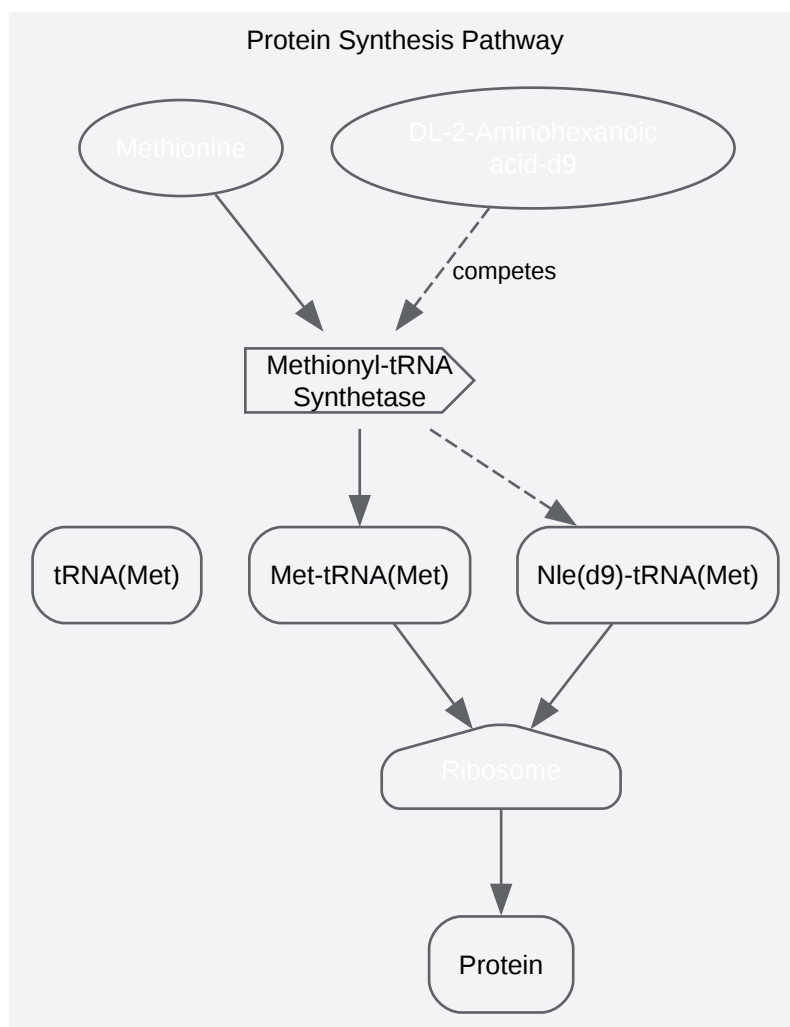 Protein Synthesis Pathway
Methionine
DL-2-Aminohexanoic
acid-d9
competes
Methionyl-tRNA
Synthetase
tRNA(Met)
Met-tRNA(Met)
Nle(d9)-tRNA(Met)
Ribosome
Protein